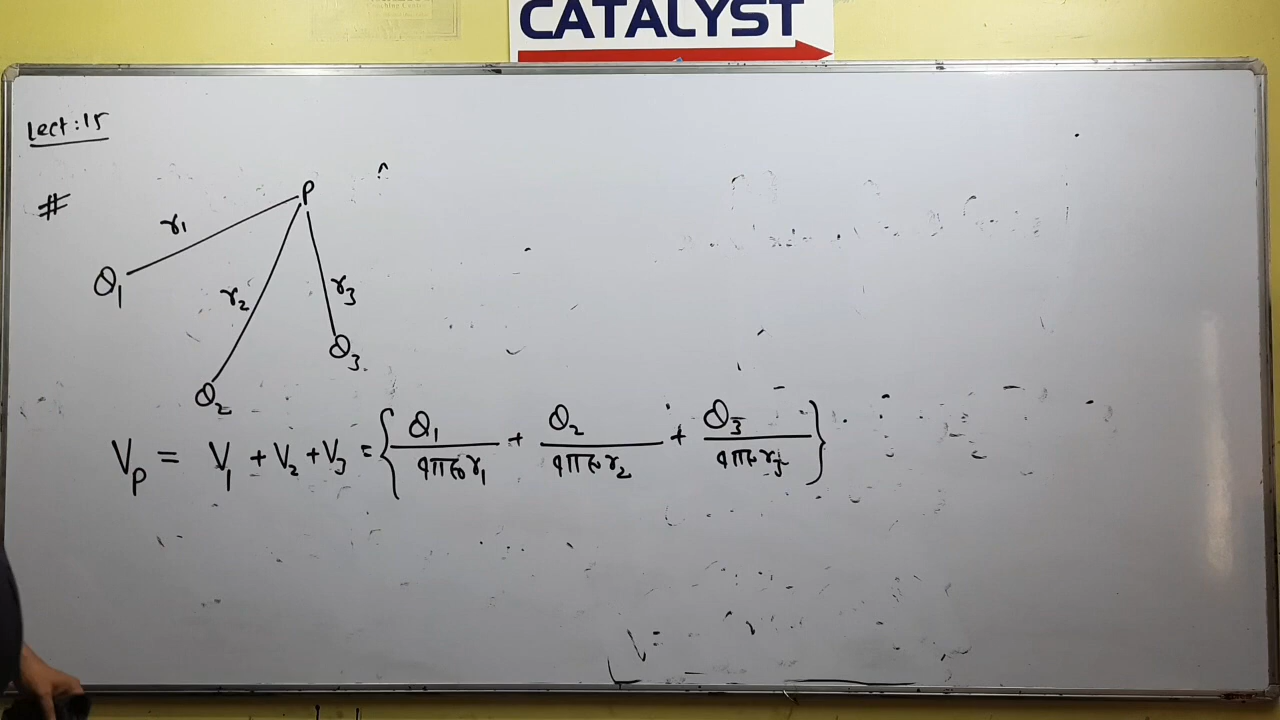 CATALYST
Lect:15
#
P
r1
r2
r3
Q1
Q2
Q3
Vp = V1 + V2 + V3 = { Q1/4πε0r1 + Q2/4πε0r2 + Q3/4πε0r3 }
V=